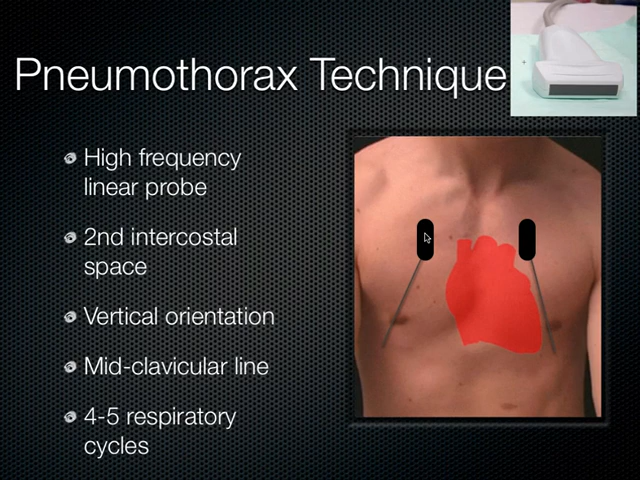 Pneumothorax Technique
High frequency
linear probe
2nd intercostal
space
Vertical orientation
Mid-clavicular line
4-5 respiratory
cycles